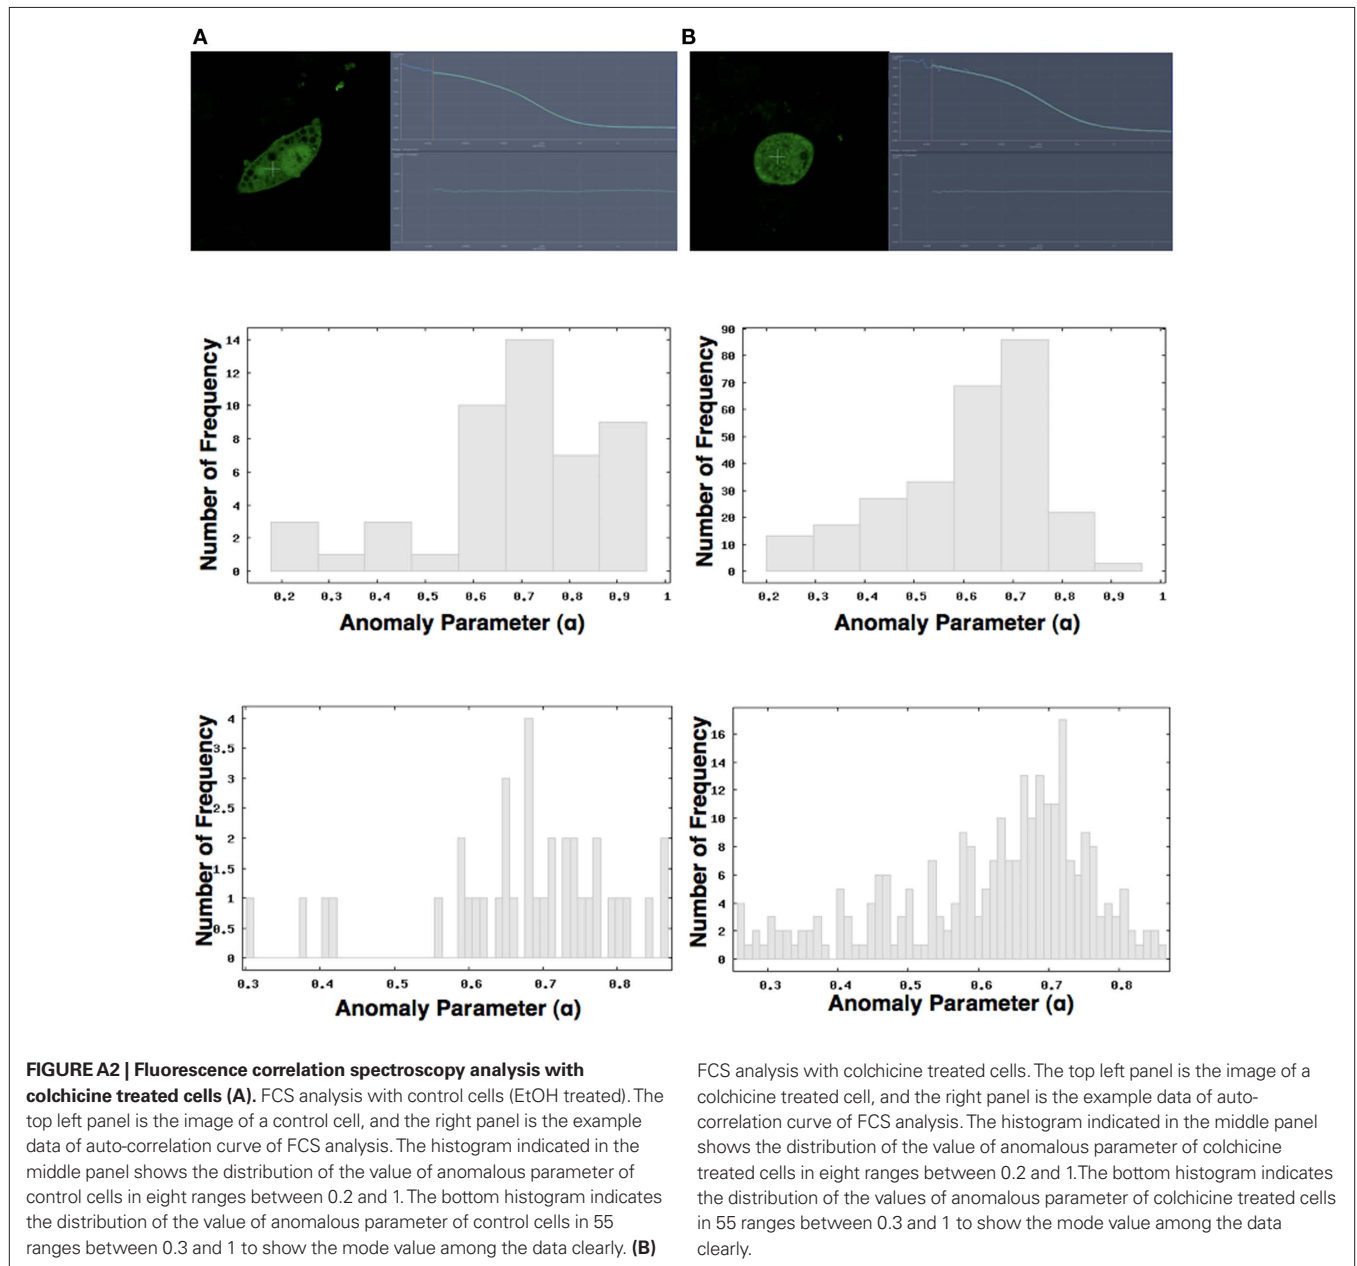 A
B
Number of Frequency
14
12
10
8
6
4
2
0
0.2 0.3 0.4 0.5 0.6 0.7 0.8 0.9 1
Anomaly Parameter (α)
Number of Frequency
90
80
70
60
50
40
30
20
10
0
0.2 0.3 0.4 0.5 0.6 0.7 0.8 0.9 1
Anomaly Parameter (α)
Number of Frequency
4
3.5
3
2.5
2
1.5
1
0.5
0
0.3 0.4 0.5 0.6 0.7 0.8
Anomaly Parameter (α)
Number of Frequency
16
14
12
10
8
6
4
2
0
0.3 0.4 0.5 0.6 0.7 0.8
Anomaly Parameter (α)
FIGURE A2 | Fluorescence correlation spectroscopy analysis with
colchicine treated cells (A). FCS analysis with control cells (EtOH treated). The
top left panel is the image of a control cell, and the right panel is the example
data of auto-correlation curve of FCS analysis. The histogram indicated in the
middle panel shows the distribution of the value of anomalous parameter of
control cells in eight ranges between 0.2 and 1. The bottom histogram indicates
the distribution of the value of anomalous parameter of control cells in 55
ranges between 0.3 and 1 to show the mode value among the data clearly. (B)
FCS analysis with colchicine treated cells. The top left panel is the image of a
colchicine treated cell, and the right panel is the example data of auto-
correlation curve of FCS analysis. The histogram indicated in the middle panel
shows the distribution of the value of anomalous parameter of colchicine
treated cells in eight ranges between 0.2 and 1. The bottom histogram indicates
the distribution of the values of anomalous parameter of colchicine treated cells
in 55 ranges between 0.3 and 1 to show the mode value among the data
clearly.